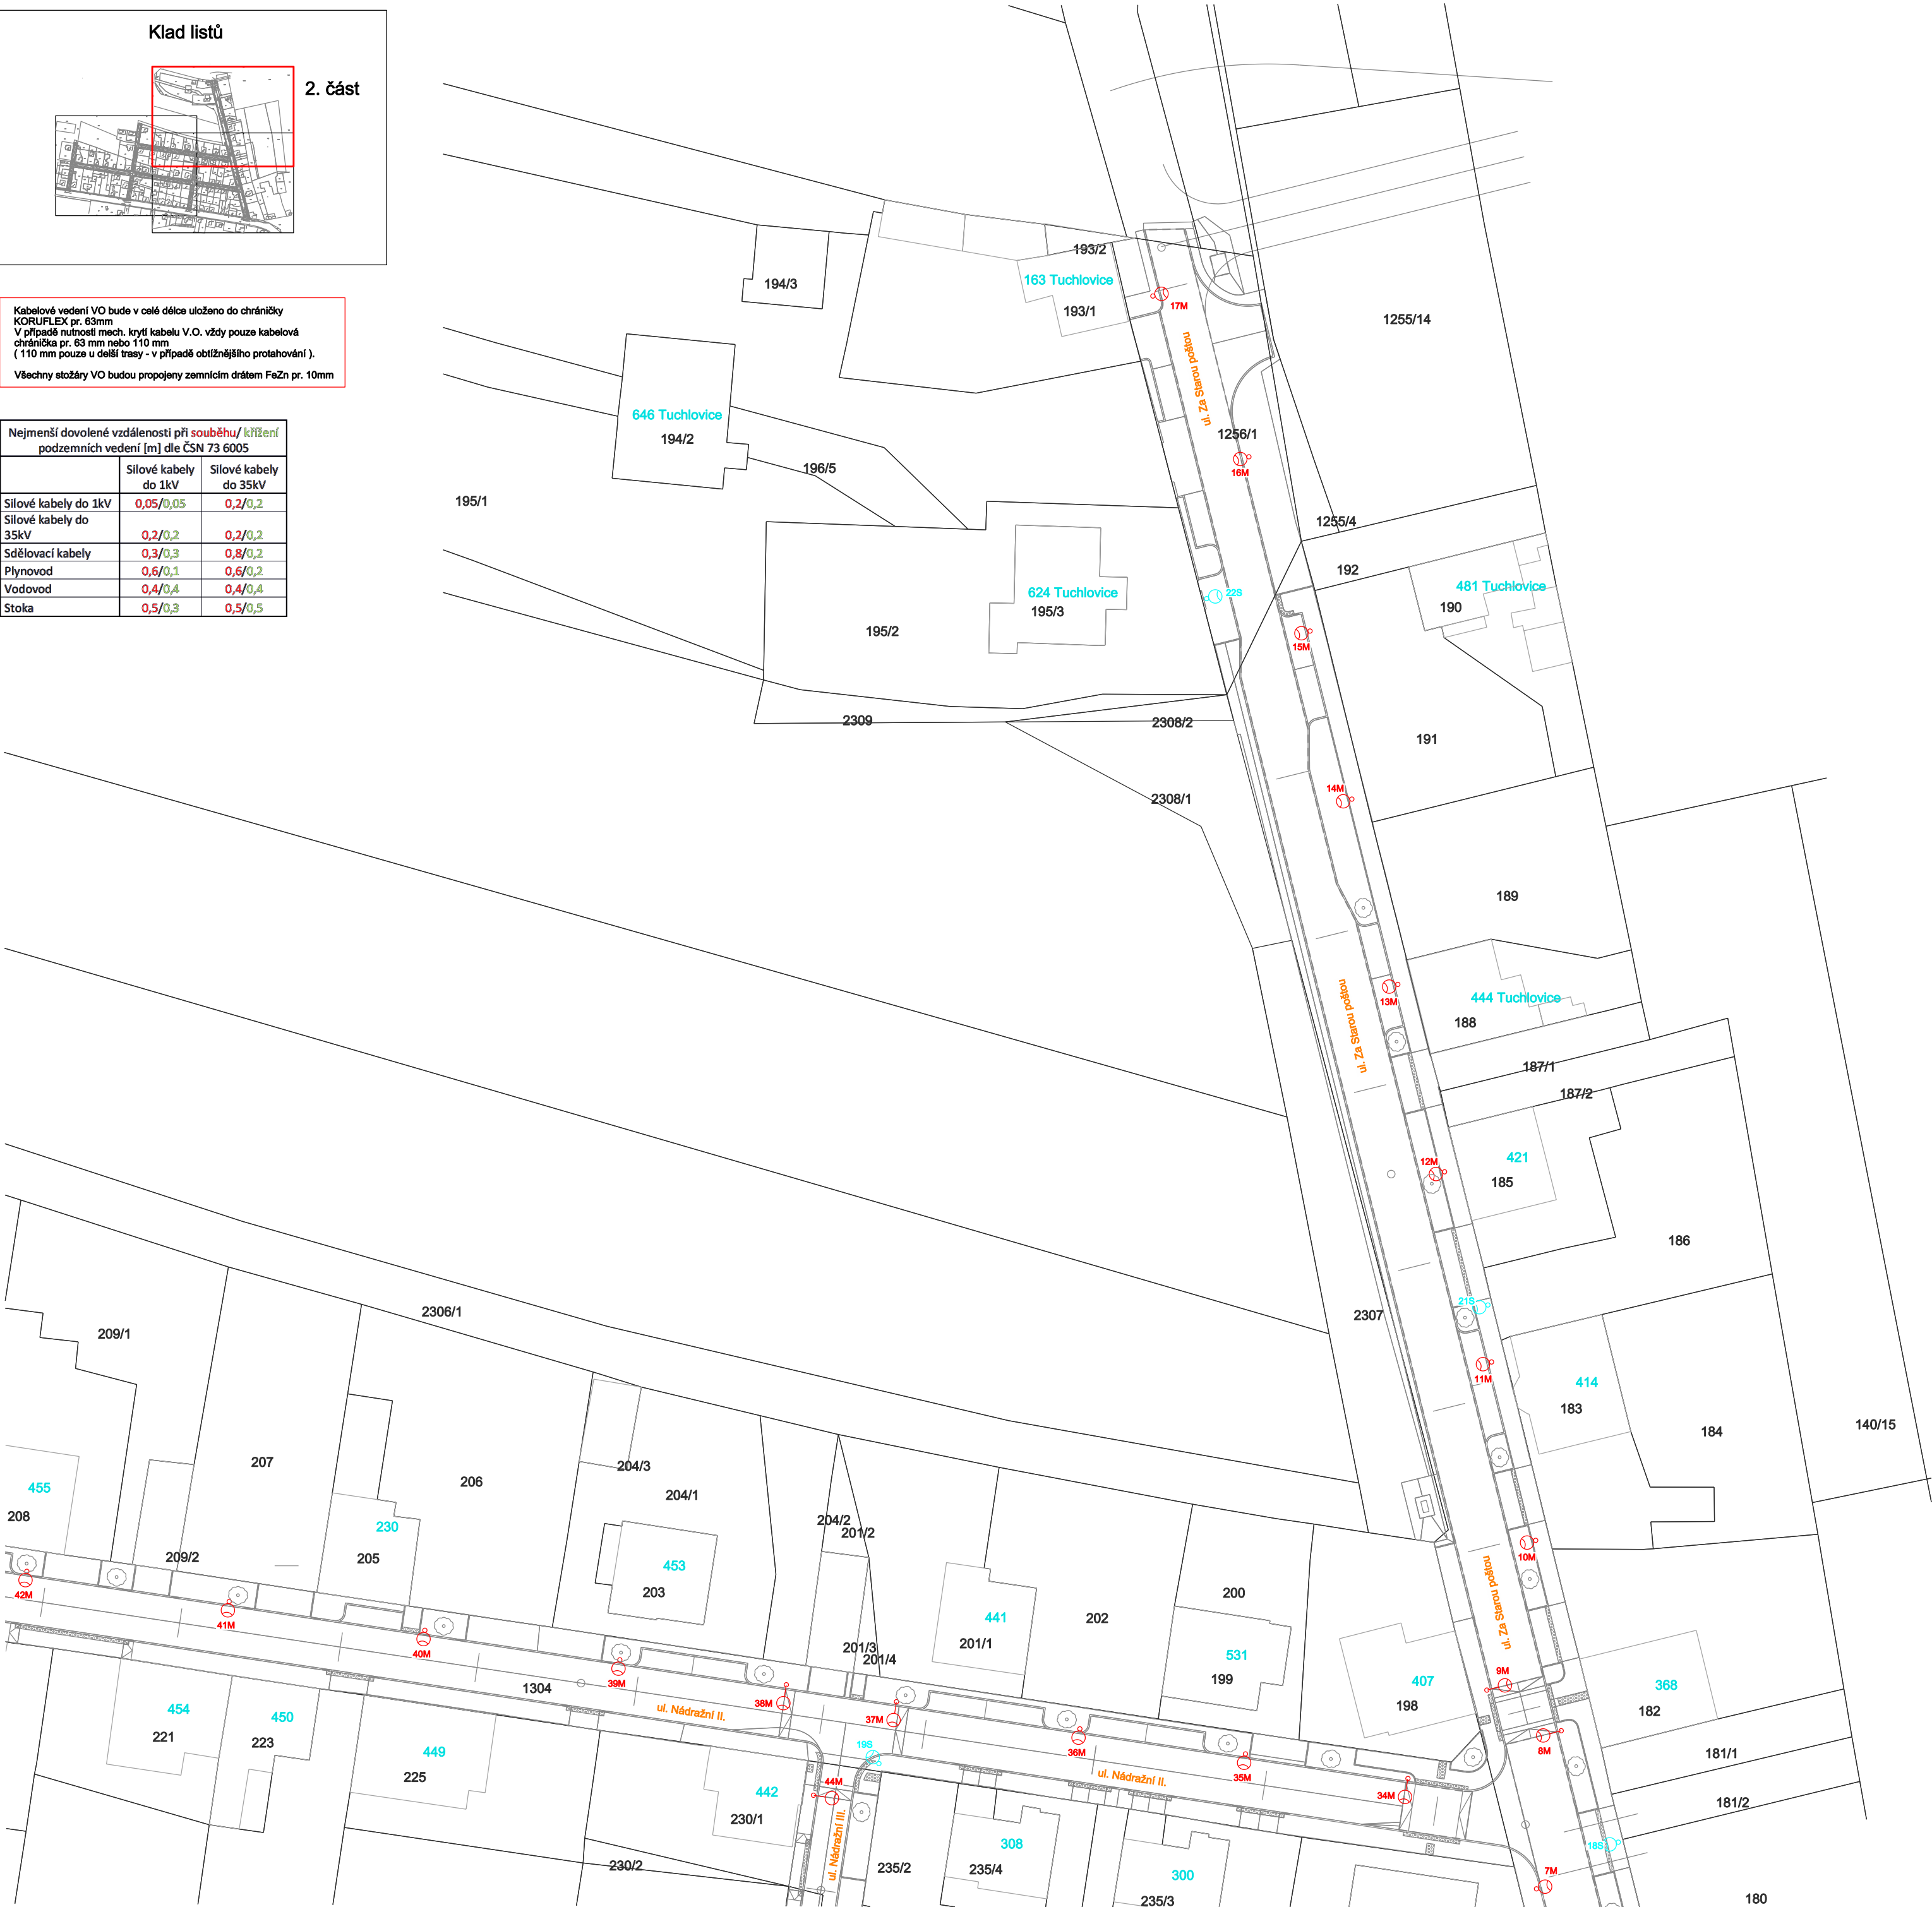 Klad listů
2. část
Kabelové vedení VO bude v celé délce uloženo do chráničky
KORUFLEX pr. 63mm
V případě nutnosti mech. krytí kabelu V.O. vždy pouze kabelová
chránička pr. 63 mm nebo 110 mm
( 110 mm pouze u delší trasy - v případě obtížnějšího protahování ).
Všechny stožáry VO budou propojeny zemnícím drátem FeZn pr. 10mm
Nejmenší dovolené vzdálenosti při souběhu/ křížení
podzemních vedení [m] dle ČSN 73 6005
Silové kabely do 1kV
Silové kabely do 35kV
Silové kabely do 1kV 0,05/0,05 0,2/0,2
Silové kabely do 35kV 0,2/0,2 0,2/0,2
Sdělovací kabely 0,3/0,3 0,8/0,2
Plynovod 0,6/0,1 0,6/0,2
Vodovod 0,4/0,4 0,4/0,4
Stoka 0,5/0,3 0,5/0,5
193/2
163 Tuchlovice
193/1
194/3
17M
1255/14
ul. Za Starou poštou
646 Tuchlovice
194/2
1256/1
16M
196/5
195/1
1255/4
192
481 Tuchlovice
190
624 Tuchlovice
195/3
22S
195/2
15M
2309
2308/2
191
14M
2308/1
189
13M
444 Tuchlovice
188
ul. Za Starou poštou
187/1
187/2
12M
421
185
186
21S
2307
11M
414
183
184
140/15
2306/1
209/1
207
206
204/3
204/1
455
208
230
205
209/2
453
203
204/2
201/2
441
201/1
202
200
10M
ul. Za Starou poštou
42M
41M
40M
39M
201/3
201/4
531
199
407
198
9M
368
182
1304
38M
37M
ul. Nádražní II.
454
221
450
223
449
225
19S
36M
35M
8M
181/1
ul. Nádražní II.
44M
442
230/1
34M
181/2
ul. Nádražní III.
308
235/4
235/2
230/2
300
235/3
18S
7M
180